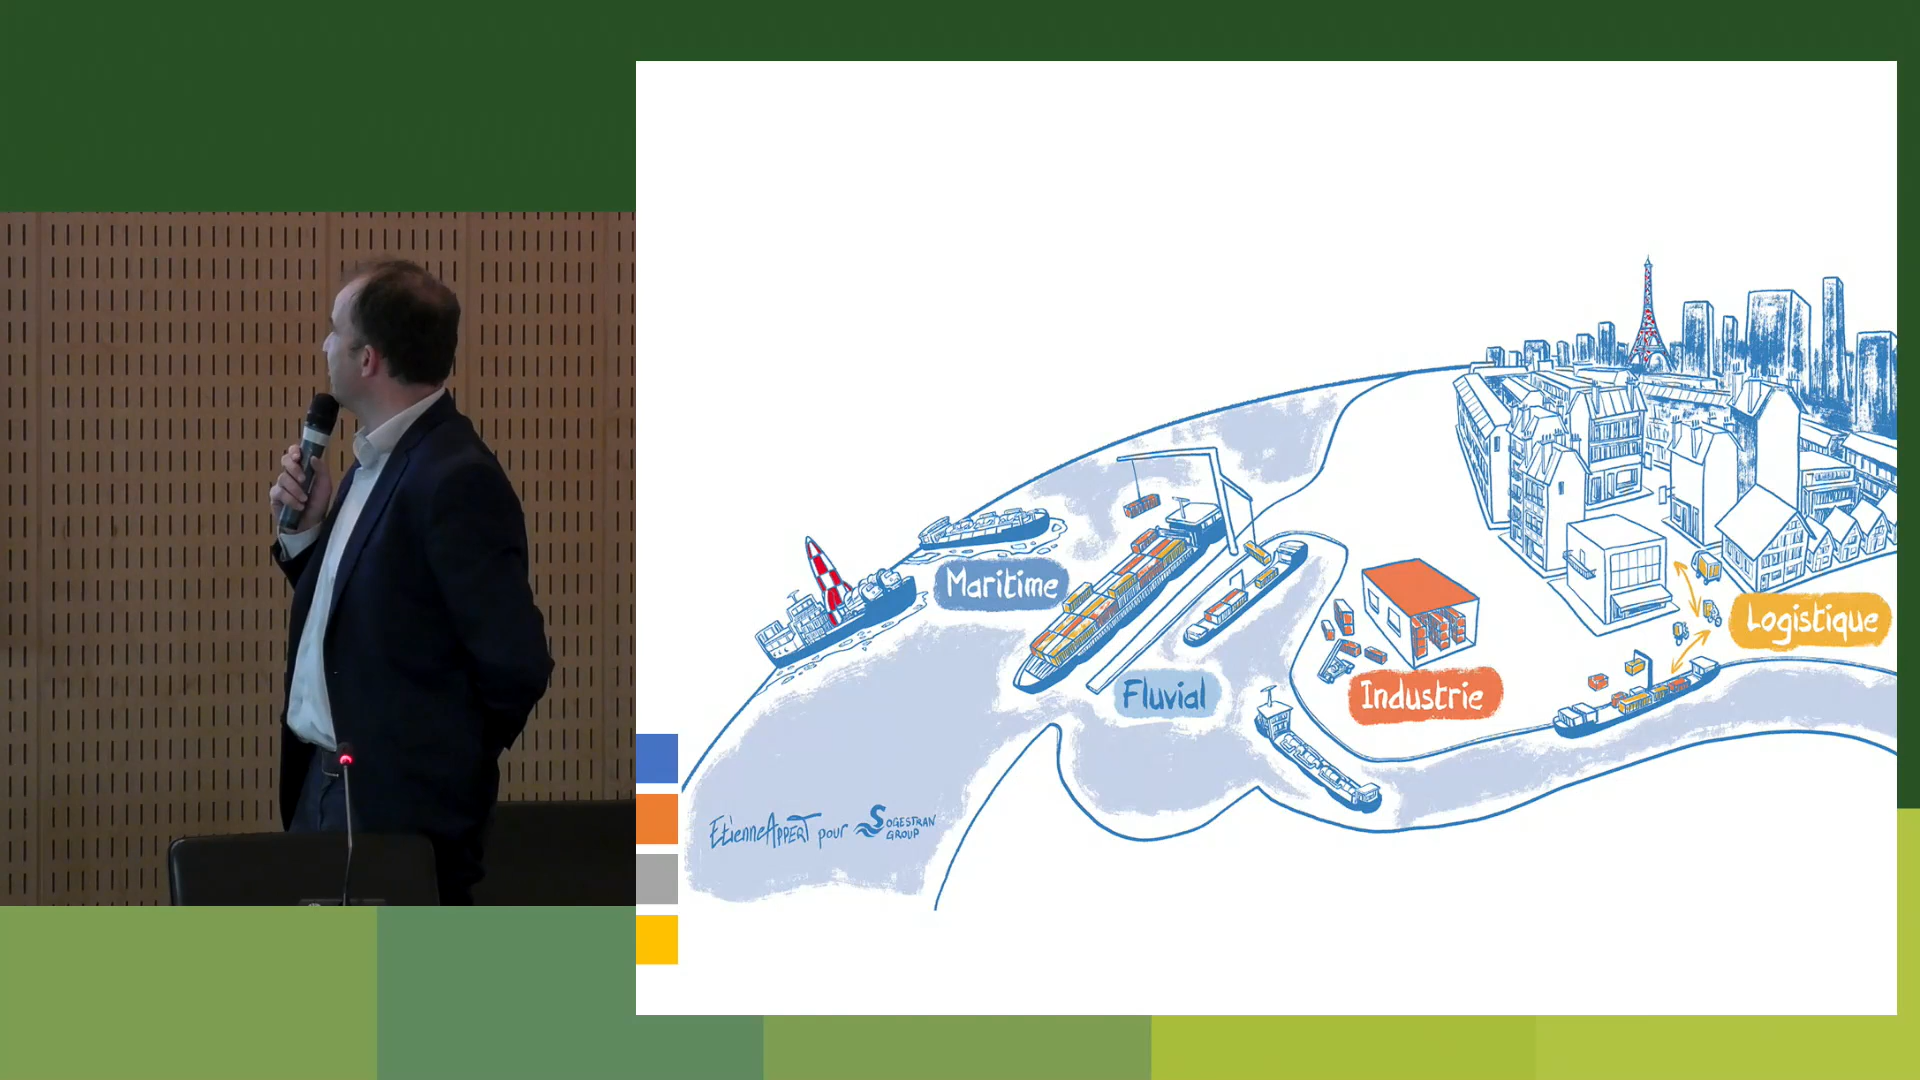 Maritime
Logistique
Fluvial
Industrie
EtienneAPPERT pour SOGESTRAN
GROUP